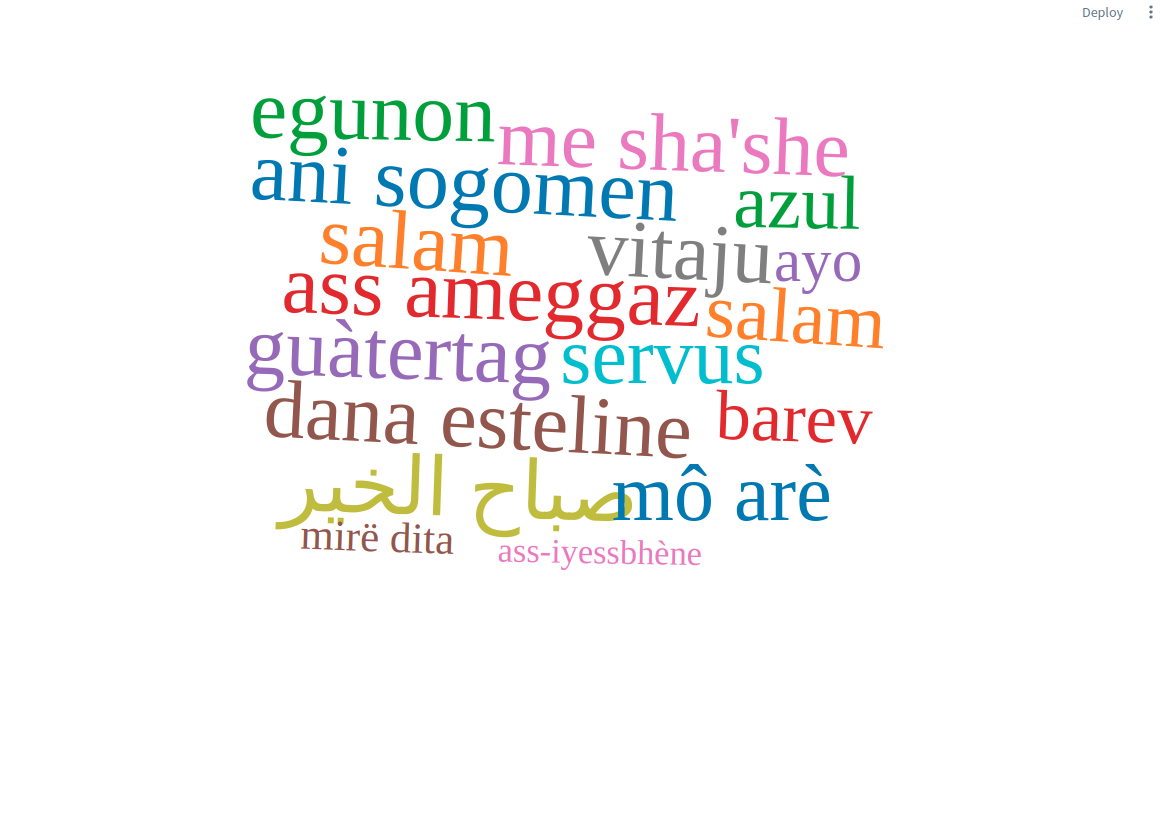 Deploy
egunon
me sha'she
ani sogomen
azul
salam
vitaju
ayo
ass ameggaz
salam
guàtertag
servus
dana esteline
barev
صباح الخير
mô arè
mirë dita
ass-iyessbhène